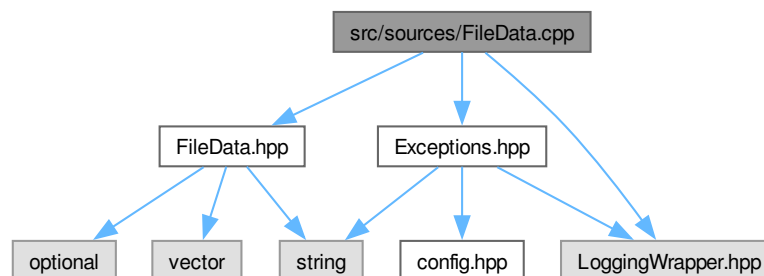 src/sources/FileData.cpp
FileData.hpp
Exceptions.hpp
optional
vector
string
config.hpp
LoggingWrapper.hpp